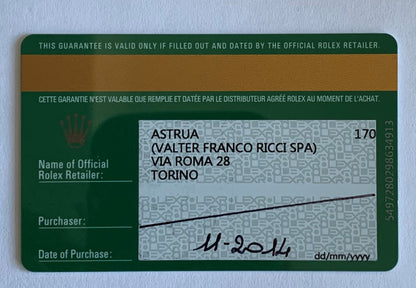 THIS GUARANTEE IS VALID ONLY IF FILLED OUT AND DATED BY THE OFFICIAL ROLEX RETAILER.
CETTE GARANTIE N'EST VALABLE QUE REMPLIE ET DATÉE PAR LE DISTRIBUTEUR AGRÉÉ ROLEX AU MOMENT DE L'ACHAT.
Name of Official
Rolex Retailer:
ASTRUA 170
(VALTER FRANCO RICCI SPA)
VIA ROMA 28
TORINO
Purchaser:
Date of Purchase:
11-2014
dd/mm/yyyy
5497280298634913